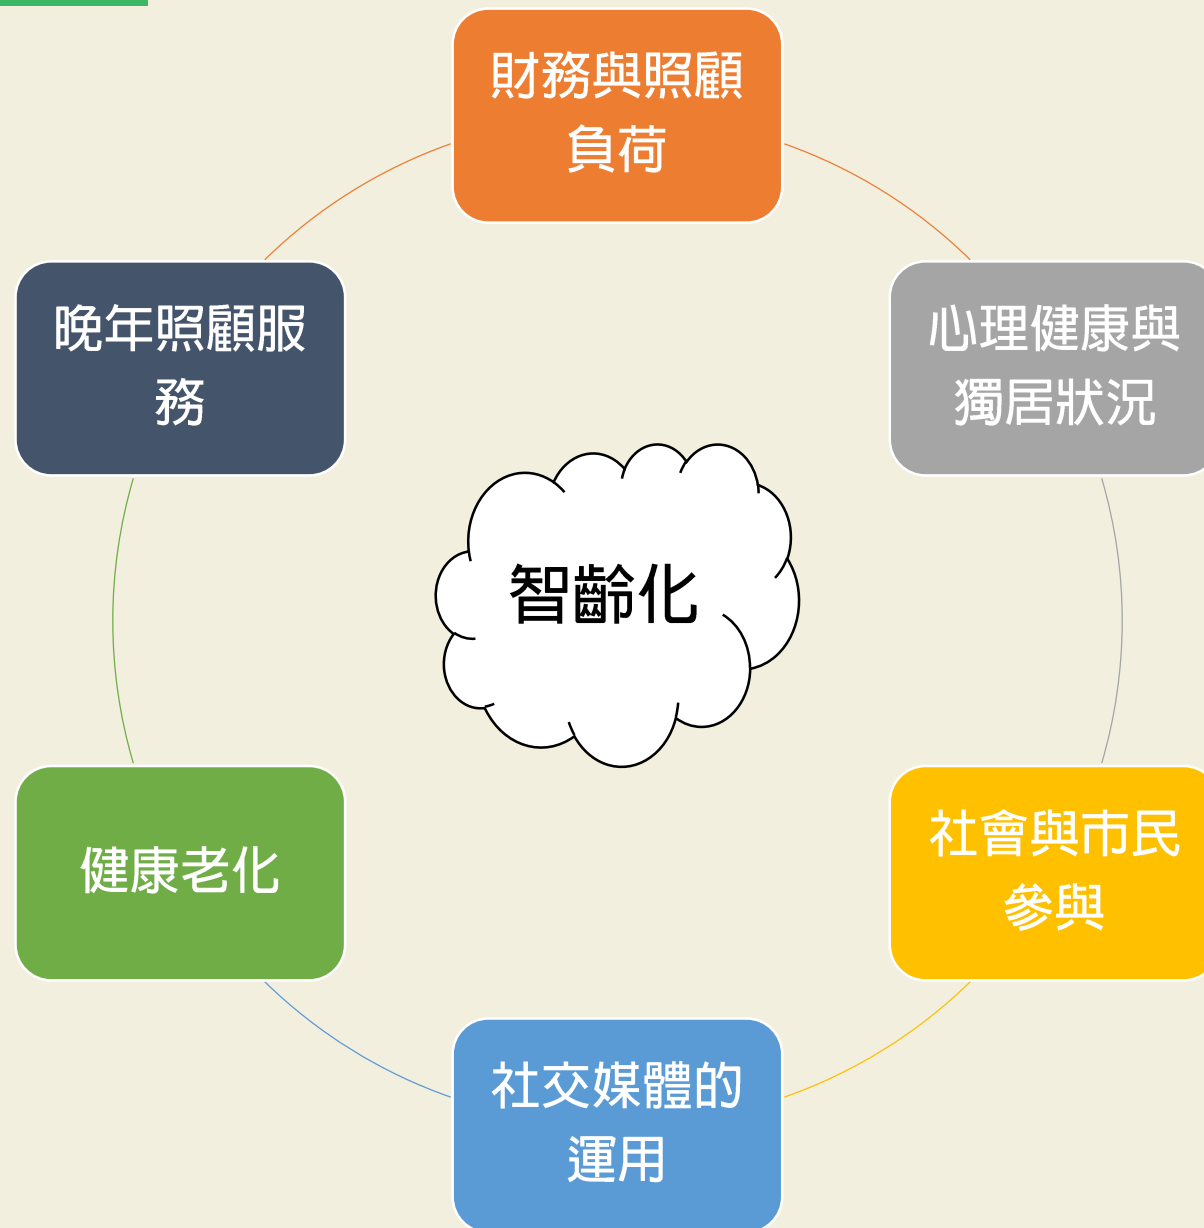 財務與照顧
負荷
晚年照顧服
務
心理健康與
獨居狀況
智齡化
健康老化
社會與市民
參與
社交媒體的
運用